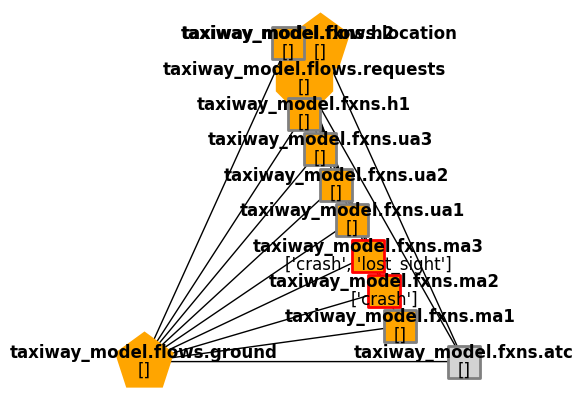 taxiway_model.fxns.h2
taxiway_model.flows.location
[]
[]
taxiway_model.flows.requests
[]
taxiway_model.fxns.h1
[]
taxiway_model.fxns.ua3
[]
taxiway_model.fxns.ua2
[]
taxiway_model.fxns.ua1
[]
taxiway_model.fxns.ma3
['crash', 'lost_sight']
taxiway_model.fxns.ma2
['crash']
taxiway_model.fxns.ma1
[]
taxiway_model.flows.ground
[]
taxiway_model.fxns.atc
[]